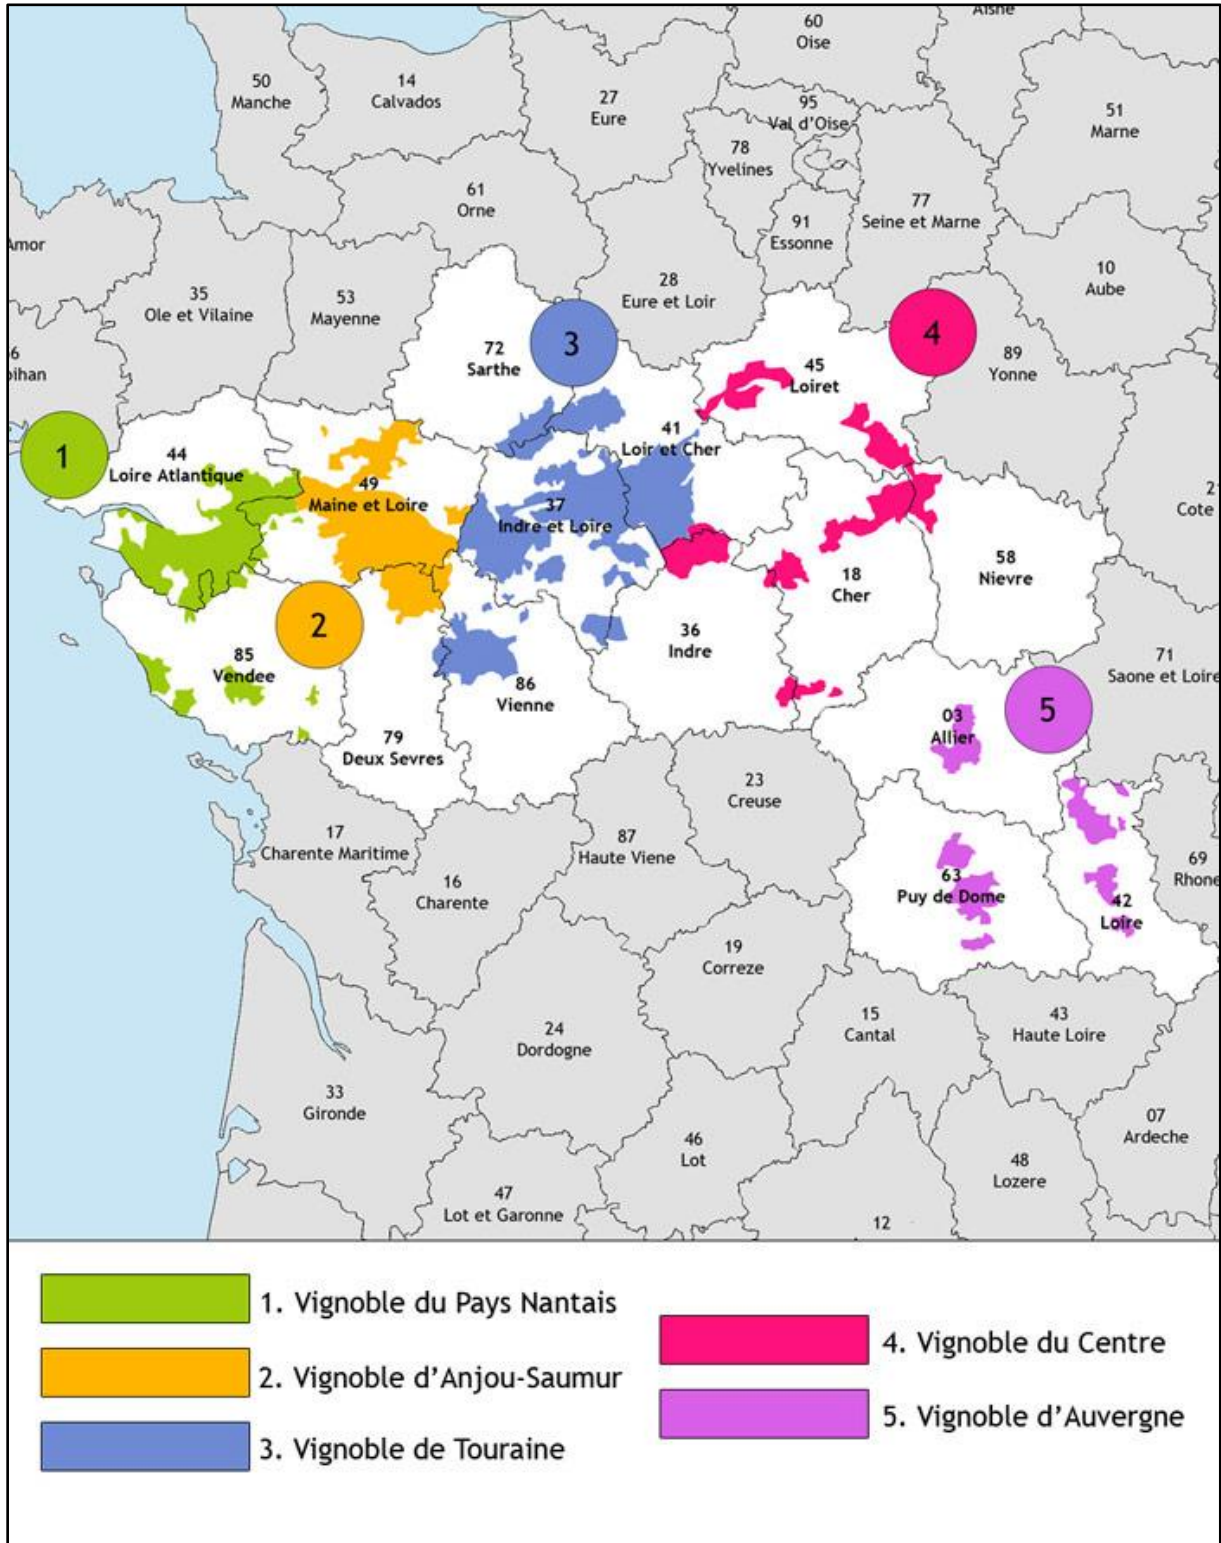 Aisne
60
Oise
50
Manche
14
Calvados
27
Eure
95
Val d'Oise
51
Marne
78
Yvelines
61
Orne
77
Seine et Marne
91
Essonne
Amor
35
Ole et Vilaine
53
Mayenne
28
Eure et Loir
10
Aube
72
Sarthe
3
4
45
Loiret
89
Yonne
6
bihan
1
44
Loire Atlantique
41
Loir et Cher
49
Maine et Loire
37
Indre et Loire
2
Cote
58
Nievre
18
Cher
2
36
Indre
85
Vendee
86
Vienne
71
Saone et Loire
5
03
Allier
79
Deux Sevres
23
Creuse
17
Charente Maritime
87
Haute Viene
69
Rhone
16
Charente
63
Puy de Dome
42
Loire
19
Correze
24
Dordogne
15
Cantal
43
Haute Loire
33
Gironde
07
Ardeche
46
Lot
48
Lozere
47
Lot et Garonne
12
1. Vignoble du Pays Nantais
2. Vignoble d'Anjou-Saumur
3. Vignoble de Touraine
4. Vignoble du Centre
5. Vignoble d'Auvergne